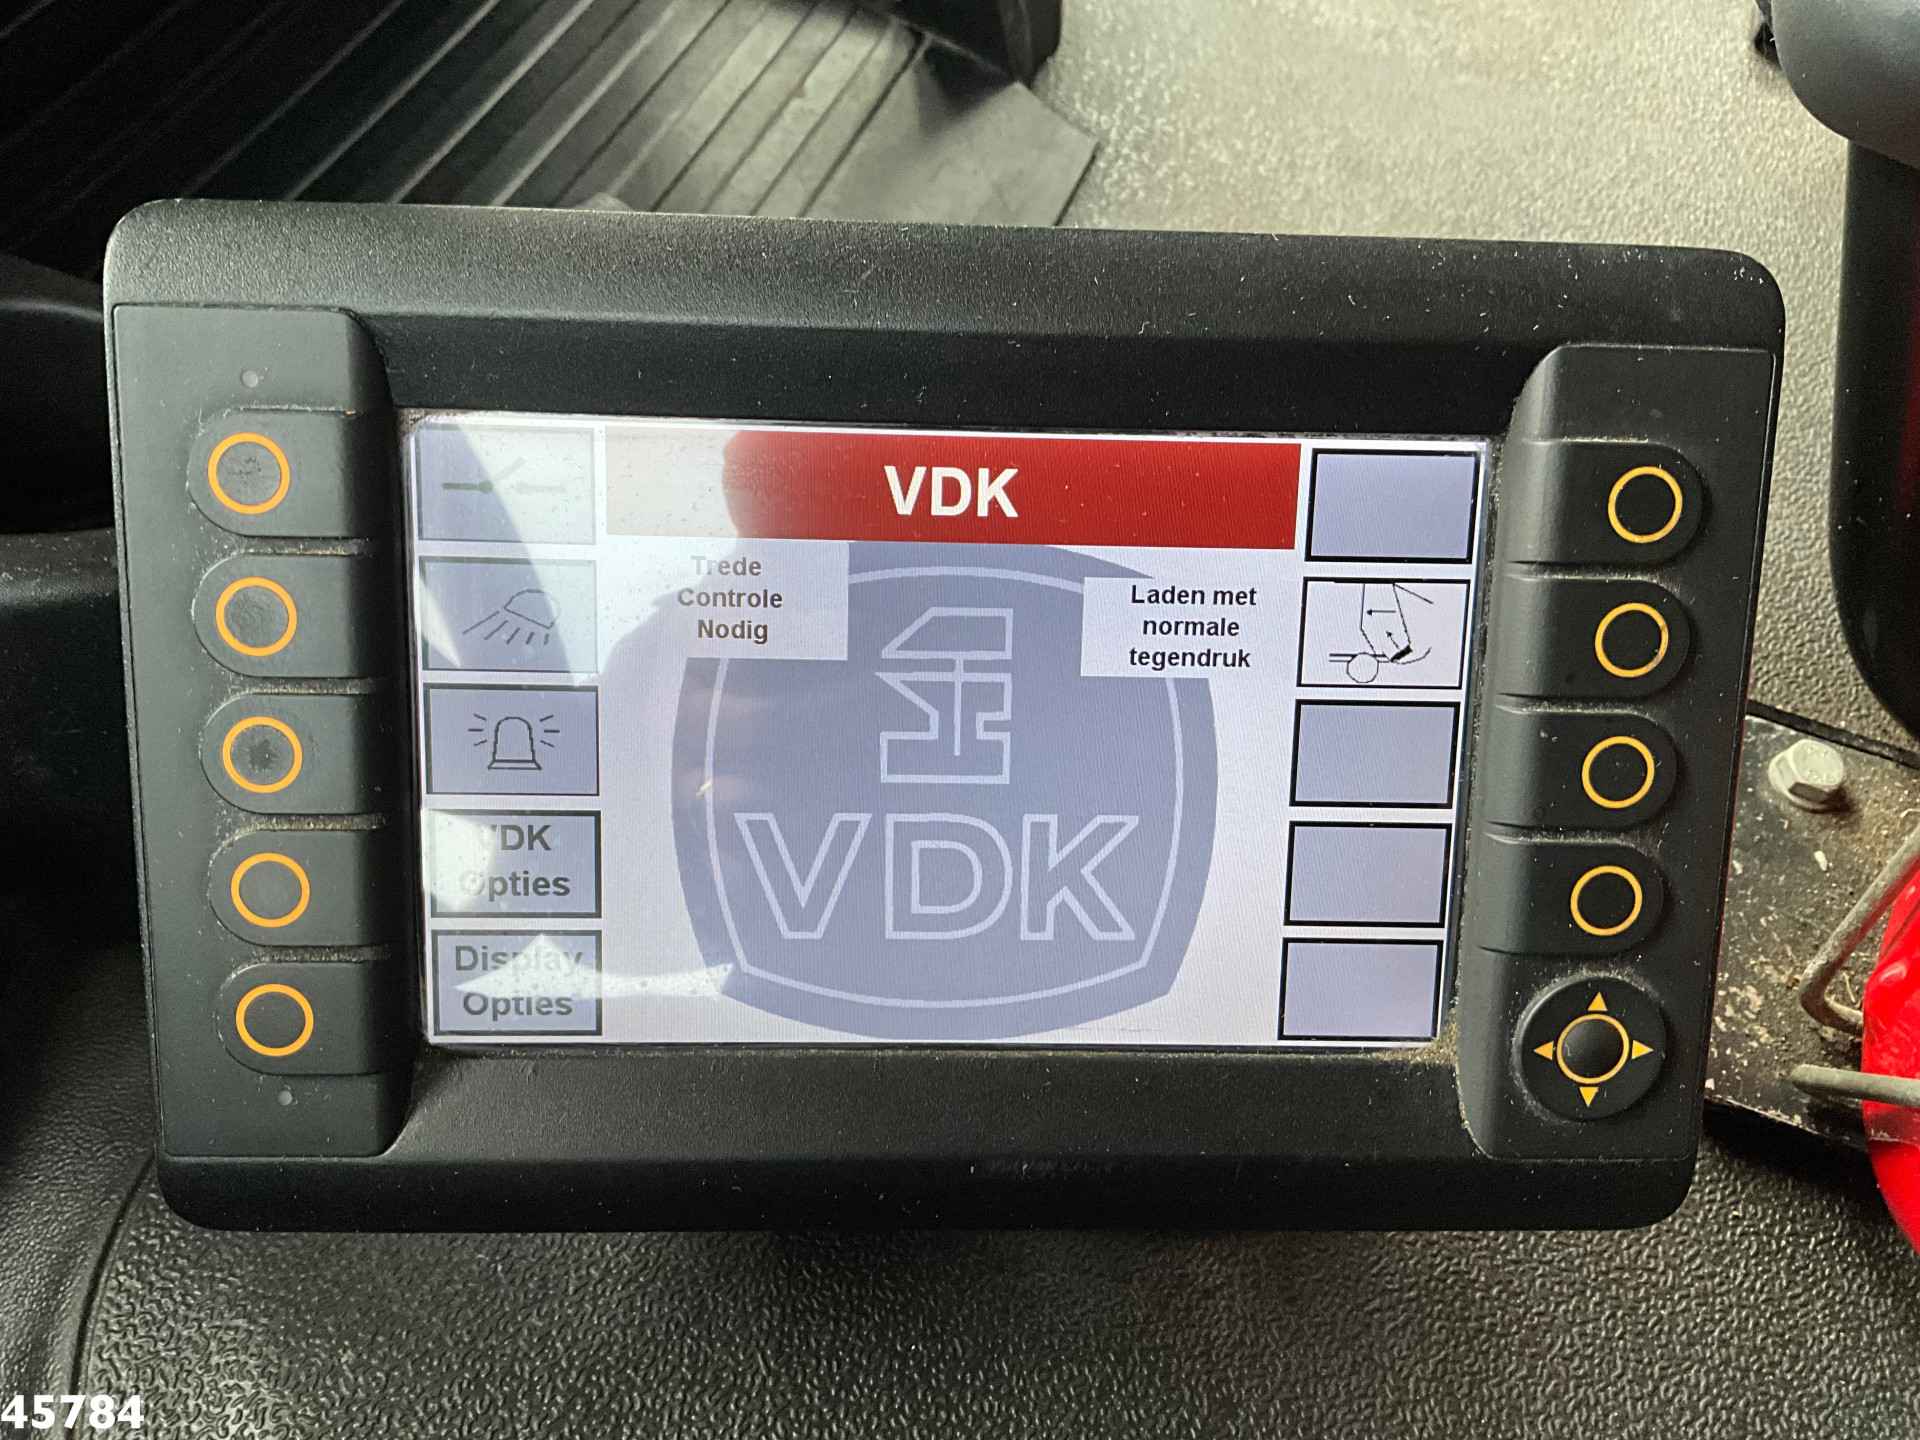 VDK
Trede
Controle
Nodig
Laden met
normale
tegendruk
VDK
VDK
Opties
Display
Opties
45784